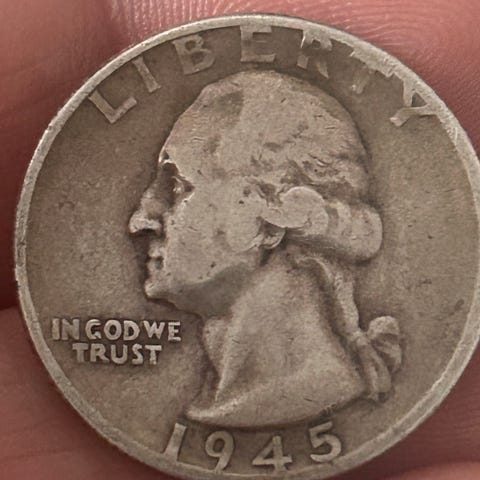 LIBERTY
IN GOD WE
TRUST
1945